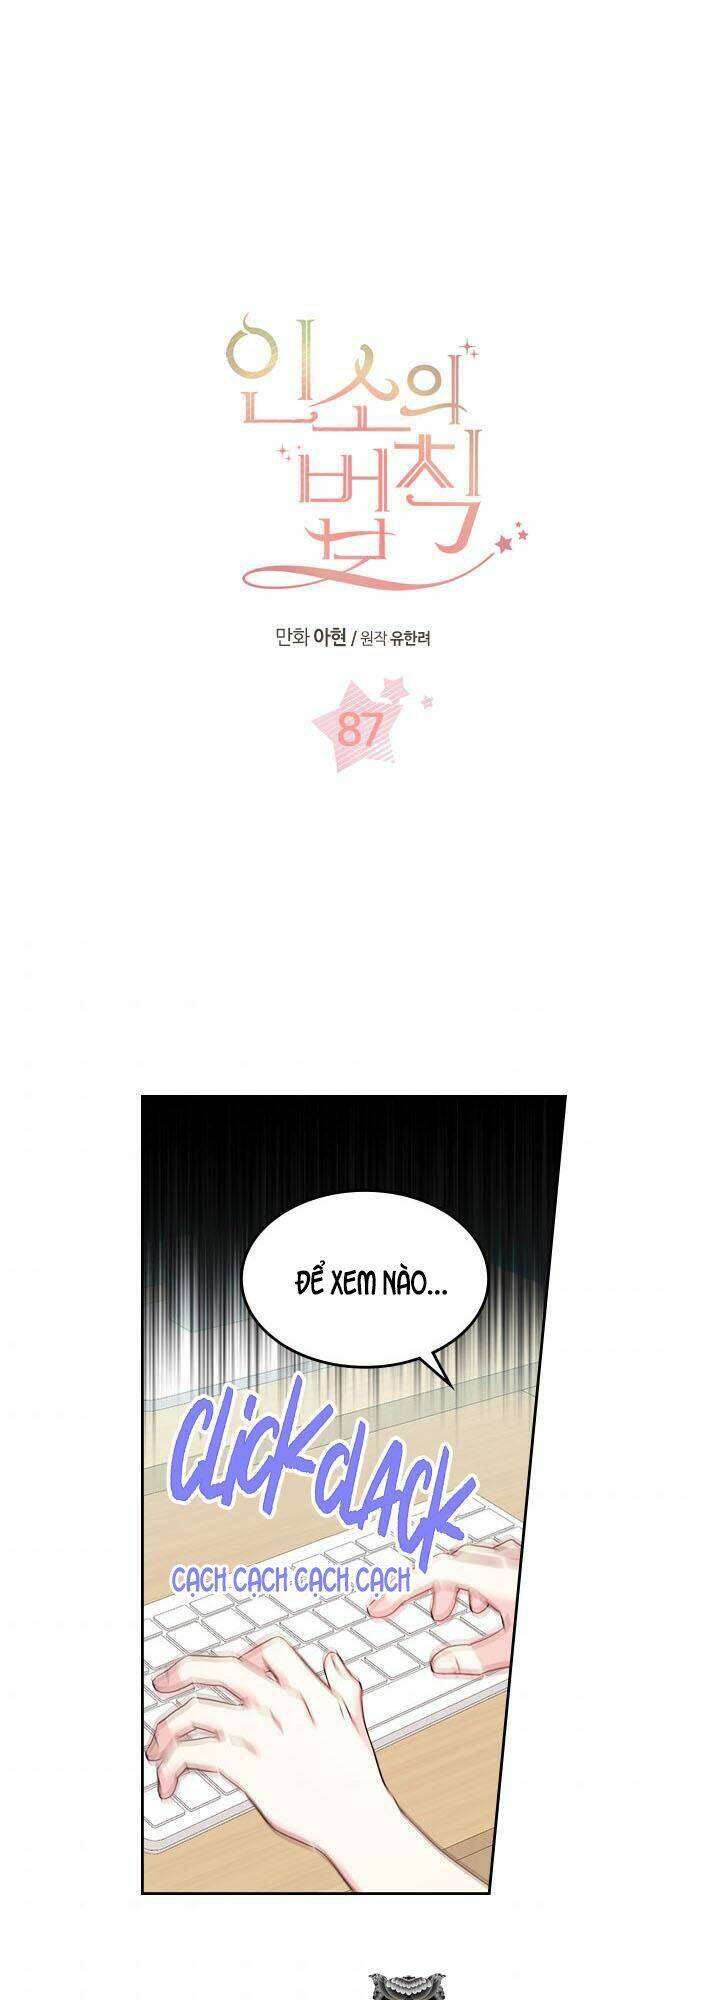 인소의
법칙
만화 아현 / 원작 유한려
87
ĐỂ XEM NÀO...
CLICK CLACK
CẠCH CẠCH CẠCH CẠCH